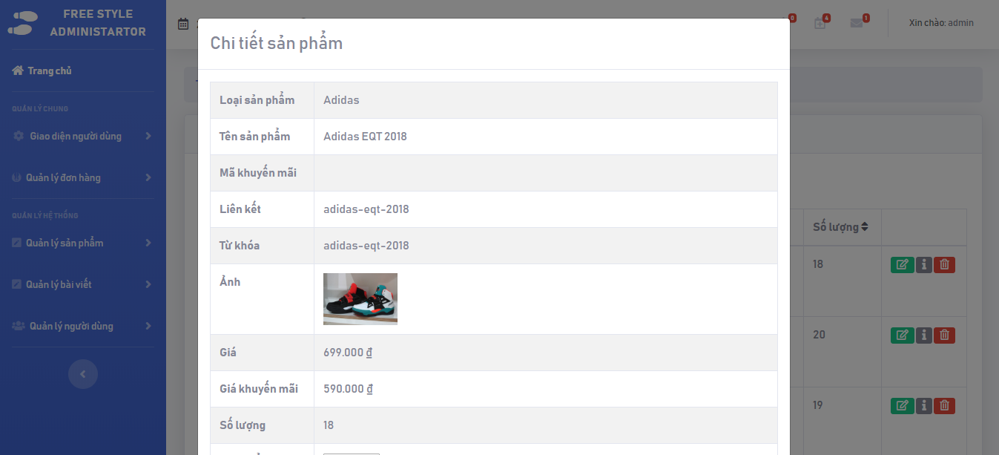 FREE STYLE
ADMINISTARTOR
Trang chủ
QUẢN LÝ CHUNG
Giao diện người dùng
Quản lý đơn hàng
QUẢN LÝ HỆ THỐNG
Quản lý sản phẩm
Quản lý bài viết
Quản lý người dùng
0
4
1
Xin chào: admin
Chi tiết sản phẩm
Loại sản phẩm Adidas
Tên sản phẩm Adidas EQT 2018
Mã khuyến mãi
Liên kết adidas-eqt-2018
Từ khóa adidas-eqt-2018
Ảnh
Giá 699.000 ₫
Giá khuyến mãi 590.000 ₫
Số lượng 18
Số lượng
18
20
19